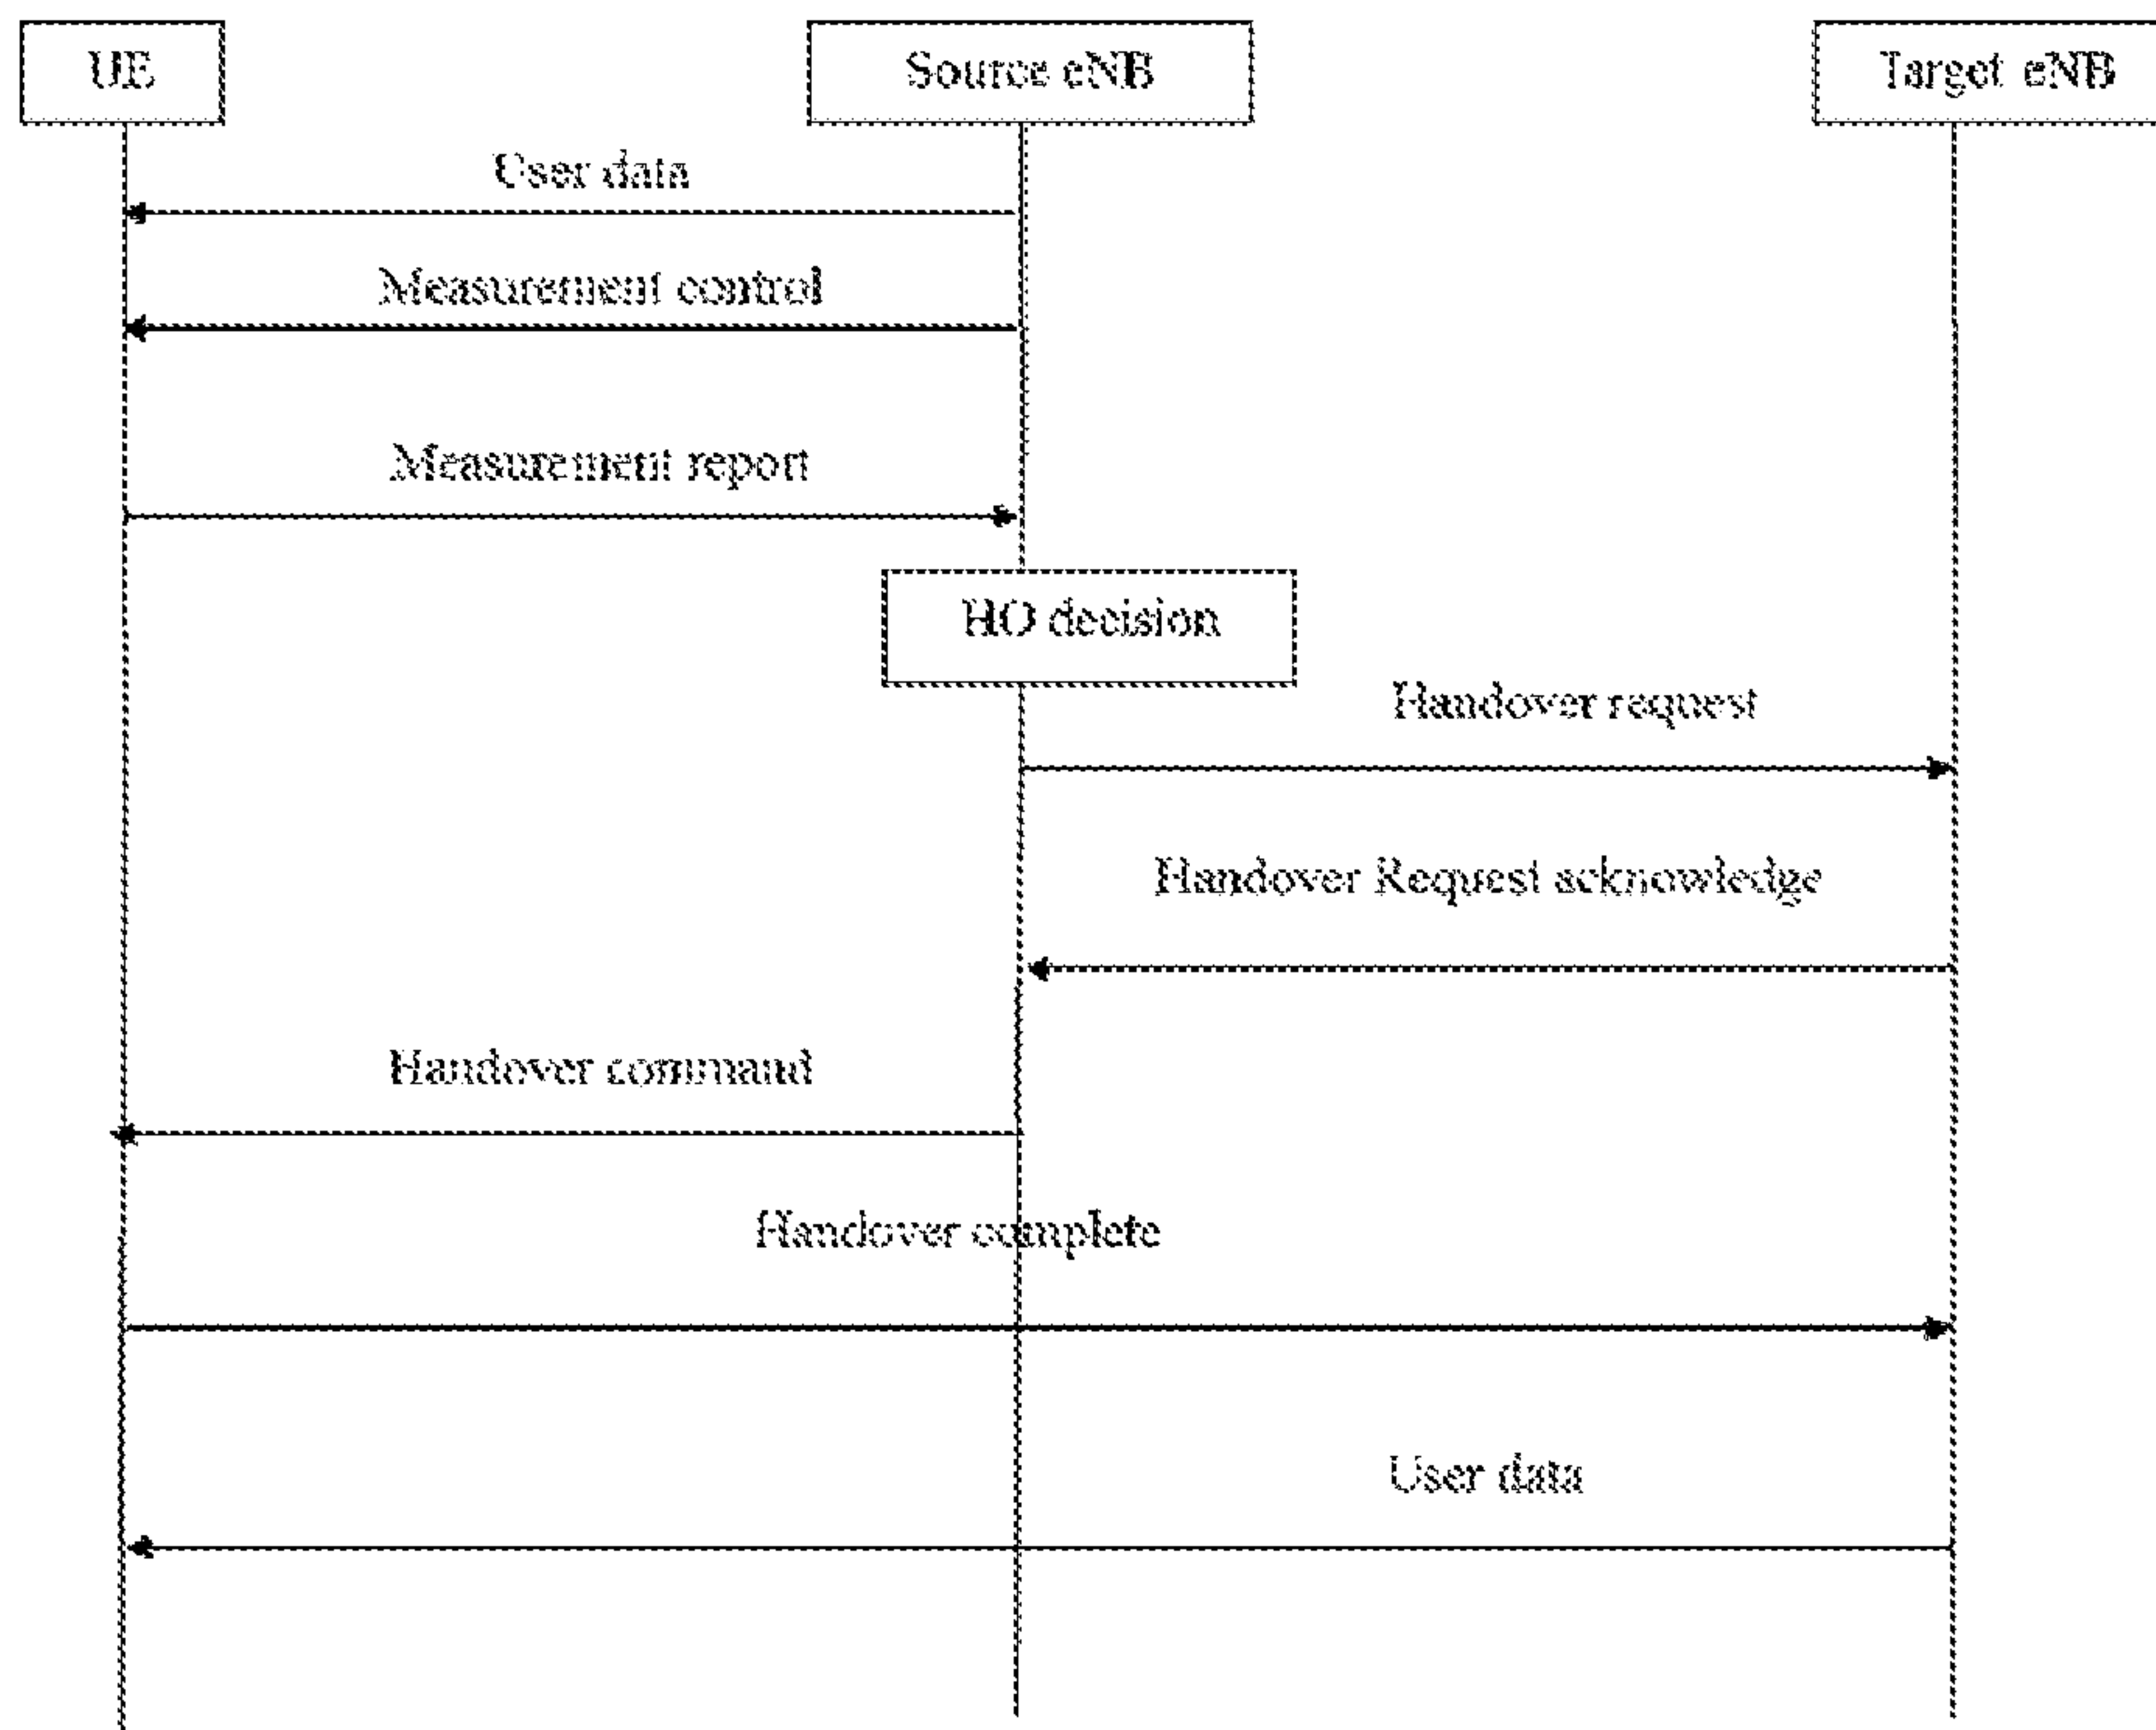 UE
Source eNB
Target eNB
User data
Measurement control
Measurement report
HO decision
Handover request
Handover Request acknowledge
Handover command
Handover complete
User data